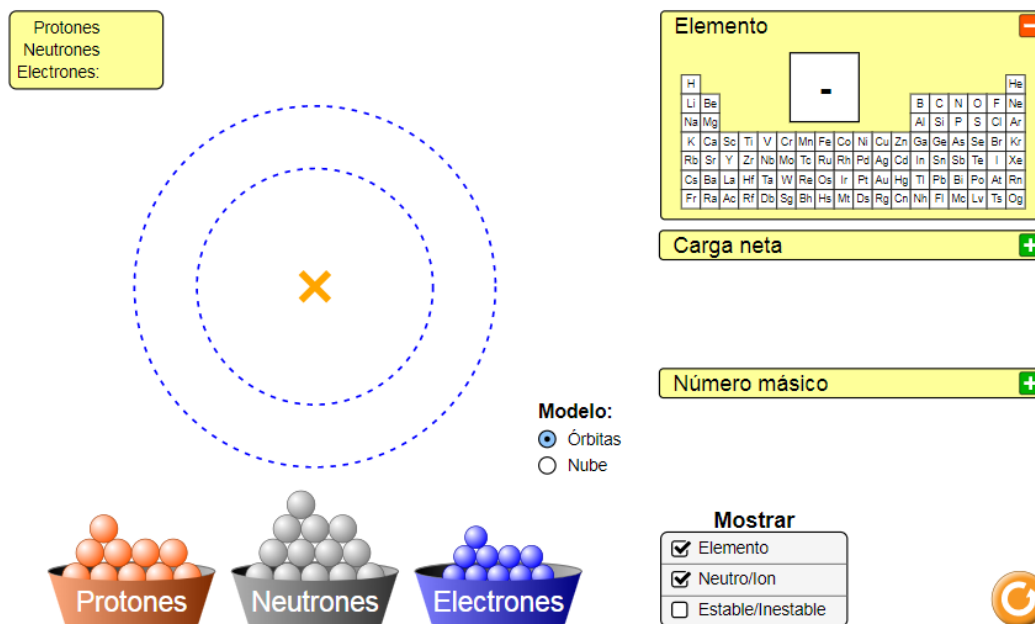 Protones
Neutrones
Electrones:
Elemento
-
H He
Li Be B C N O F Ne
Na Mg Al Si P S Cl Ar
K Ca Sc Ti V Cr Mn Fe Co Ni Cu Zn Ga Ge As Se Br Kr
Rb Sr Y Zr Nb Mo Tc Ru Rh Pd Ag Cd In Sn Sb Te I Xe
Cs Ba La Hf Ta W Re Os Ir Pt Au Hg Tl Pb Bi Po At Rn
Fr Ra Ac Rf Db Sg Bh Hs Mt Ds Rg Cn Nh Fl Mc Lv Ts Og
Carga neta
Número másico
Modelo:
Órbitas
Nube
Mostrar
Elemento
Neutro/Ion
Estable/Inestable
Protones
Neutrones
Electrones